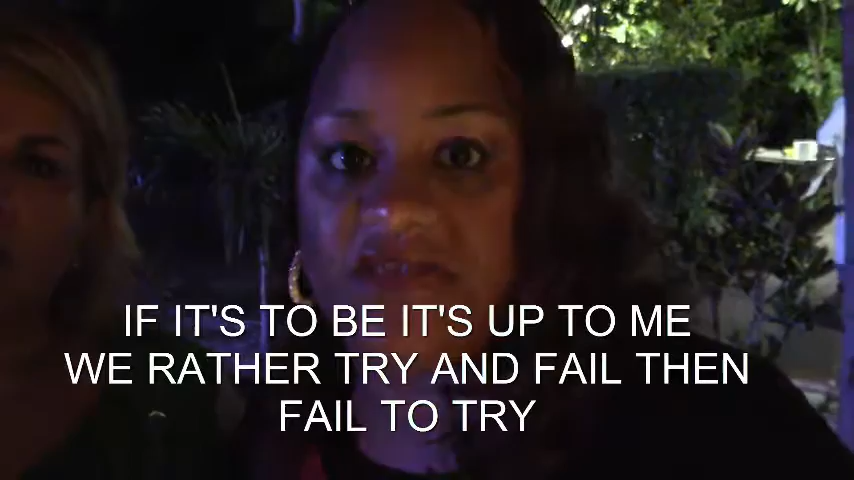 IF IT'S TO BE IT'S UP TO ME
WE RATHER TRY AND FAIL THEN
FAIL TO TRY